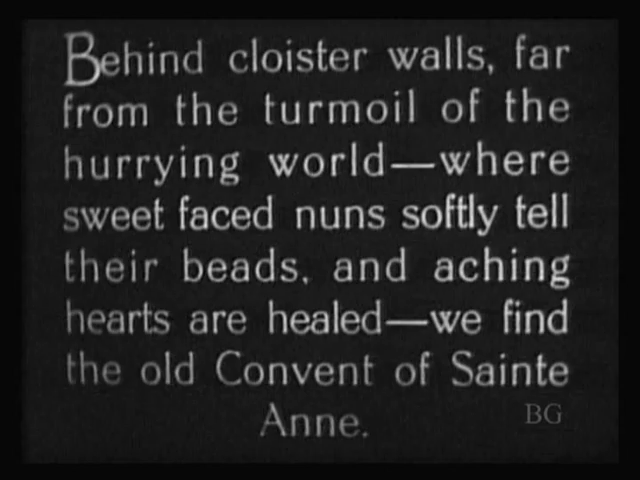 Behind cloister walls, far
from the turmoil of the
hurrying world—where
sweet faced nuns softly tell
their beads, and aching
hearts are healed—we find
the old Convent of Sainte
Anne.
BG